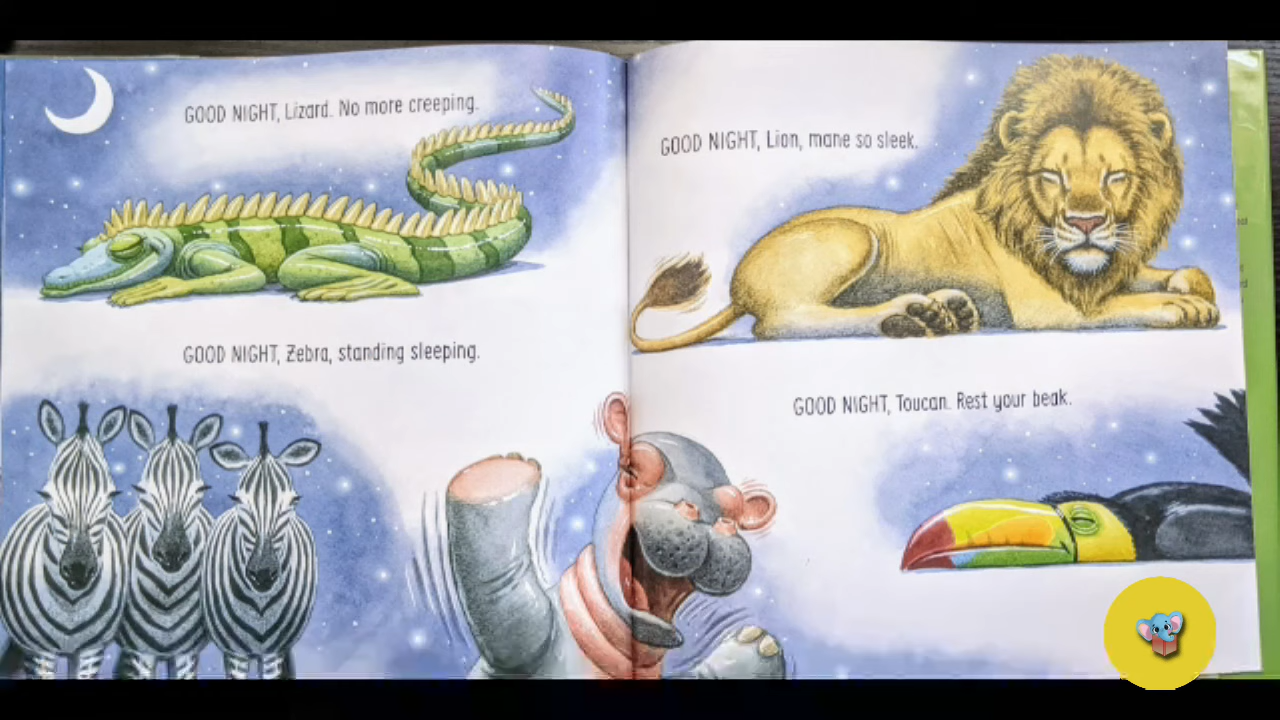 GOOD NIGHT, Lizard. No more creeping.
GOOD NIGHT, Zebra, standing sleeping.
GOOD NIGHT, Lion, mane so sleek.
GOOD NIGHT, Toucan. Rest your beak.